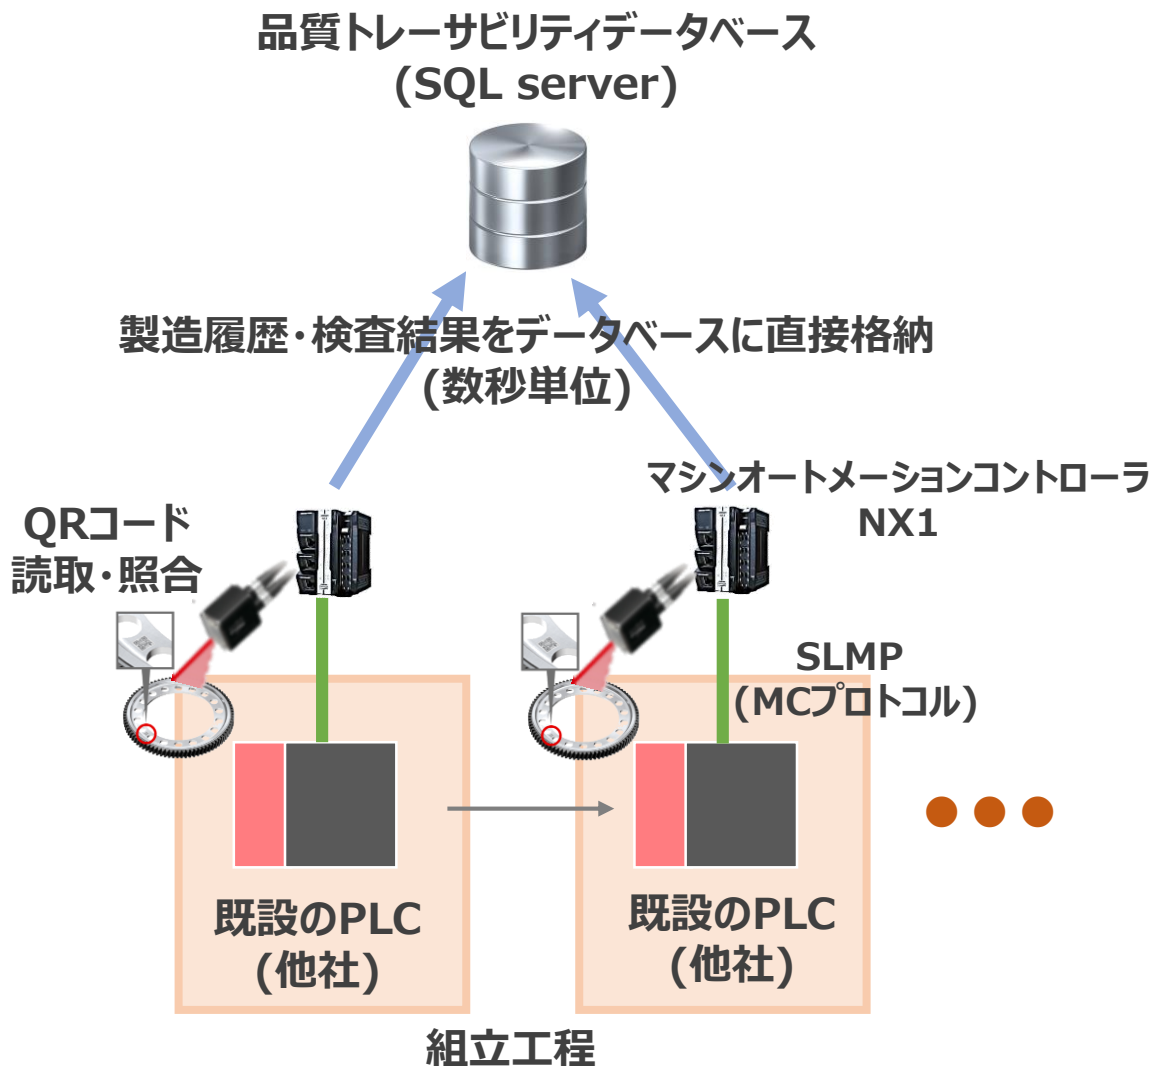 品質トレーサビリティデータベース
(SQL server)
製造履歴･検査結果をデータベースに直接格納
(数秒単位)
マシンオートメーションコントローラ
NX1
QRコード
読取･照合
SLMP
(MCプロトコル)
既設のPLC
(他社)
既設のPLC
(他社)
組立工程